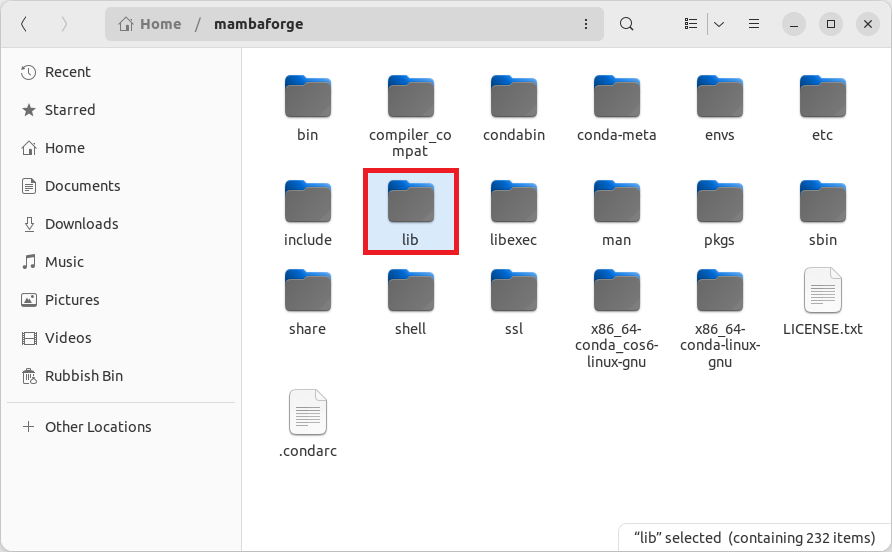 Home / mambaforge
Recent
Starred
Home
Documents
Downloads
Music
Pictures
Videos
Rubbish Bin
Other Locations
bin
compiler_co
mpat
condabin
conda-meta
envs
etc
include
lib
libexec
man
pkgs
sbin
share
shell
ssl
x86_64-
conda_cos6-
linux-gnu
x86_64-
conda-linux-
gnu
LICENSE.txt
.condarc
“lib” selected (containing 232 items)